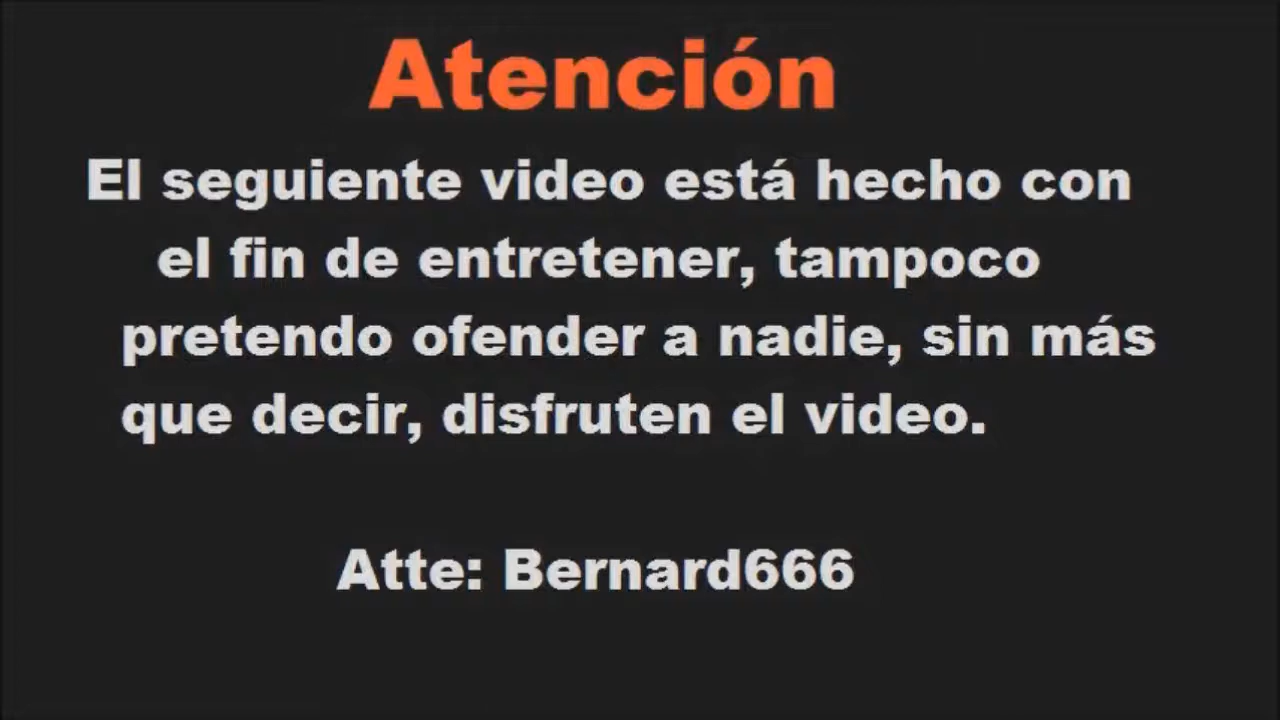 Atención
El seguiente video está hecho con
el fin de entretener, tampoco
pretendo ofender a nadie, sin más
que decir, disfruten el video.
Atte: Bernard666